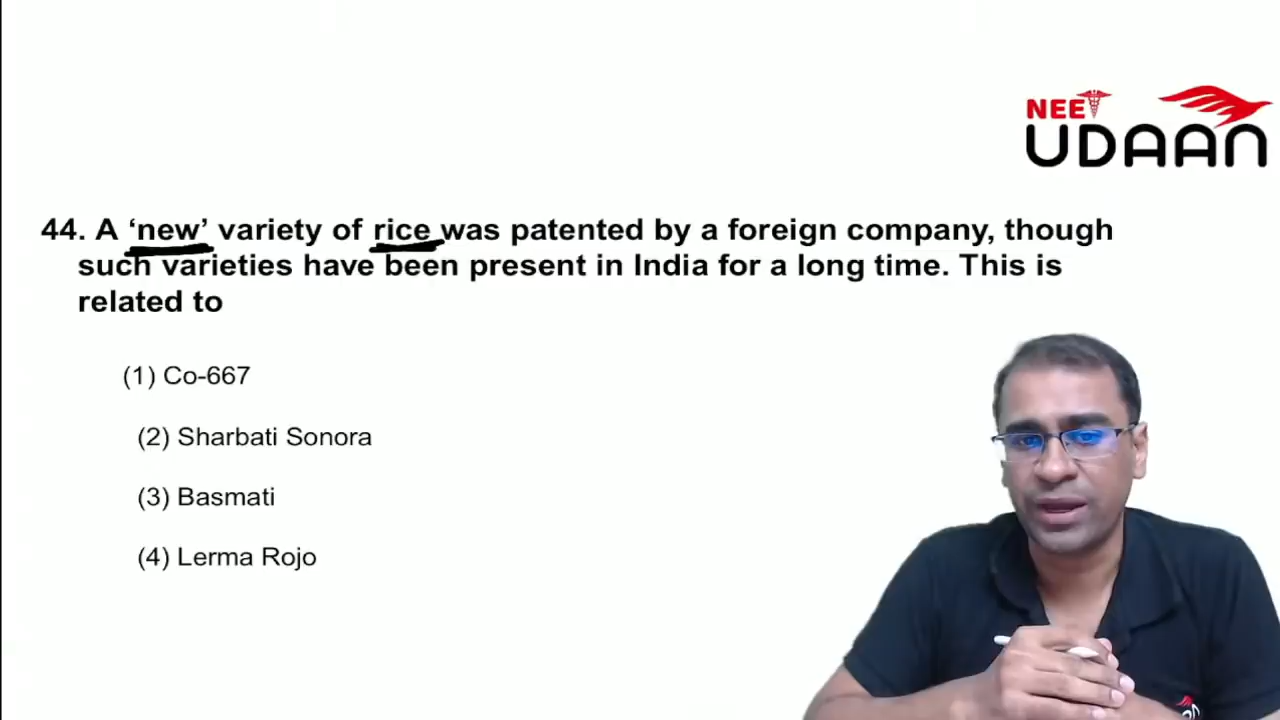 NEET
UDAAN
44. A ‘new’ variety of rice was patented by a foreign company, though
such varieties have been present in India for a long time. This is
related to
(1) Co-667
(2) Sharbati Sonora
(3) Basmati
(4) Lerma Rojo